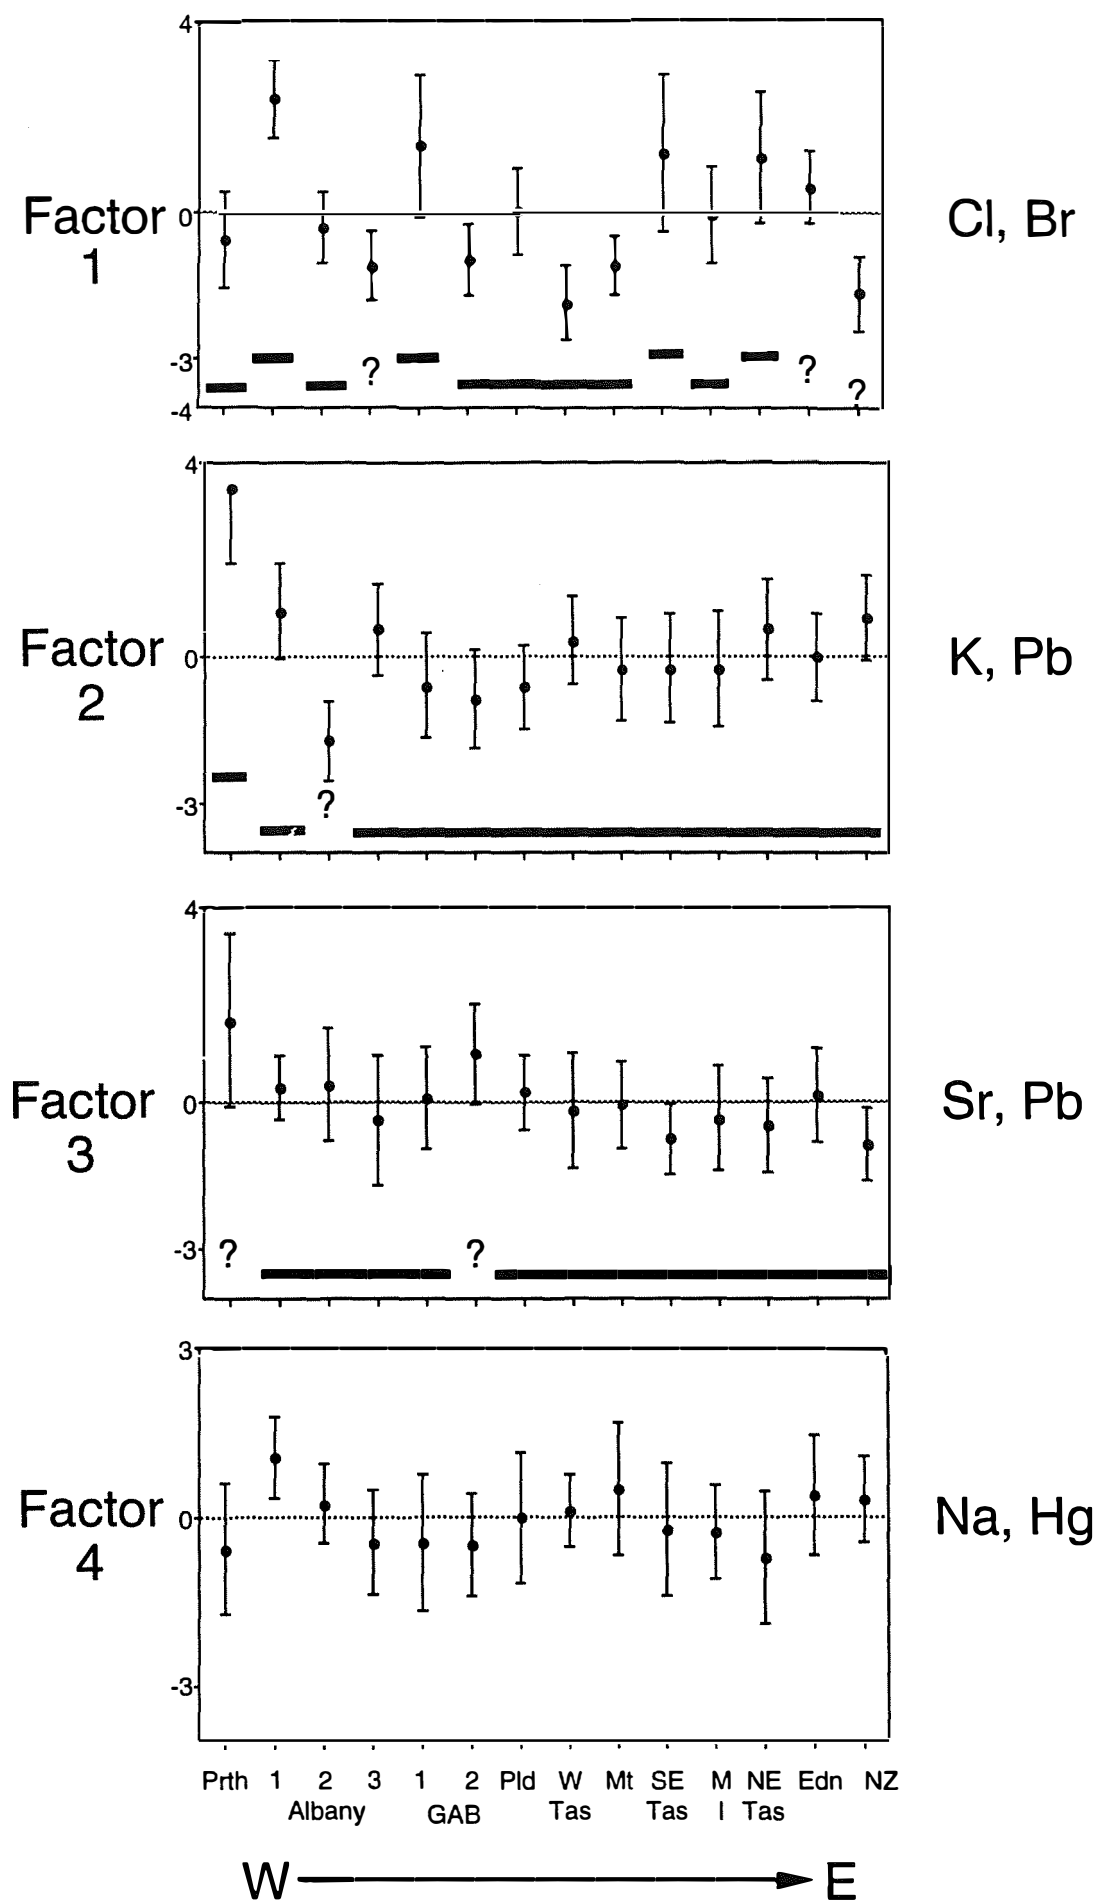 4
Factor
1
0
-3
-4
?
?
?
Cl, Br
4
Factor
2
0
-3
?
?
K, Pb
4
Factor
3
0
-3
?
?
Sr, Pb
3
Factor
4
0
-3
Na, Hg
Prth 1 2 3 1 2 Pld W Mt SE M NE Edn NZ
Albany GAB Tas Tas I Tas
W E